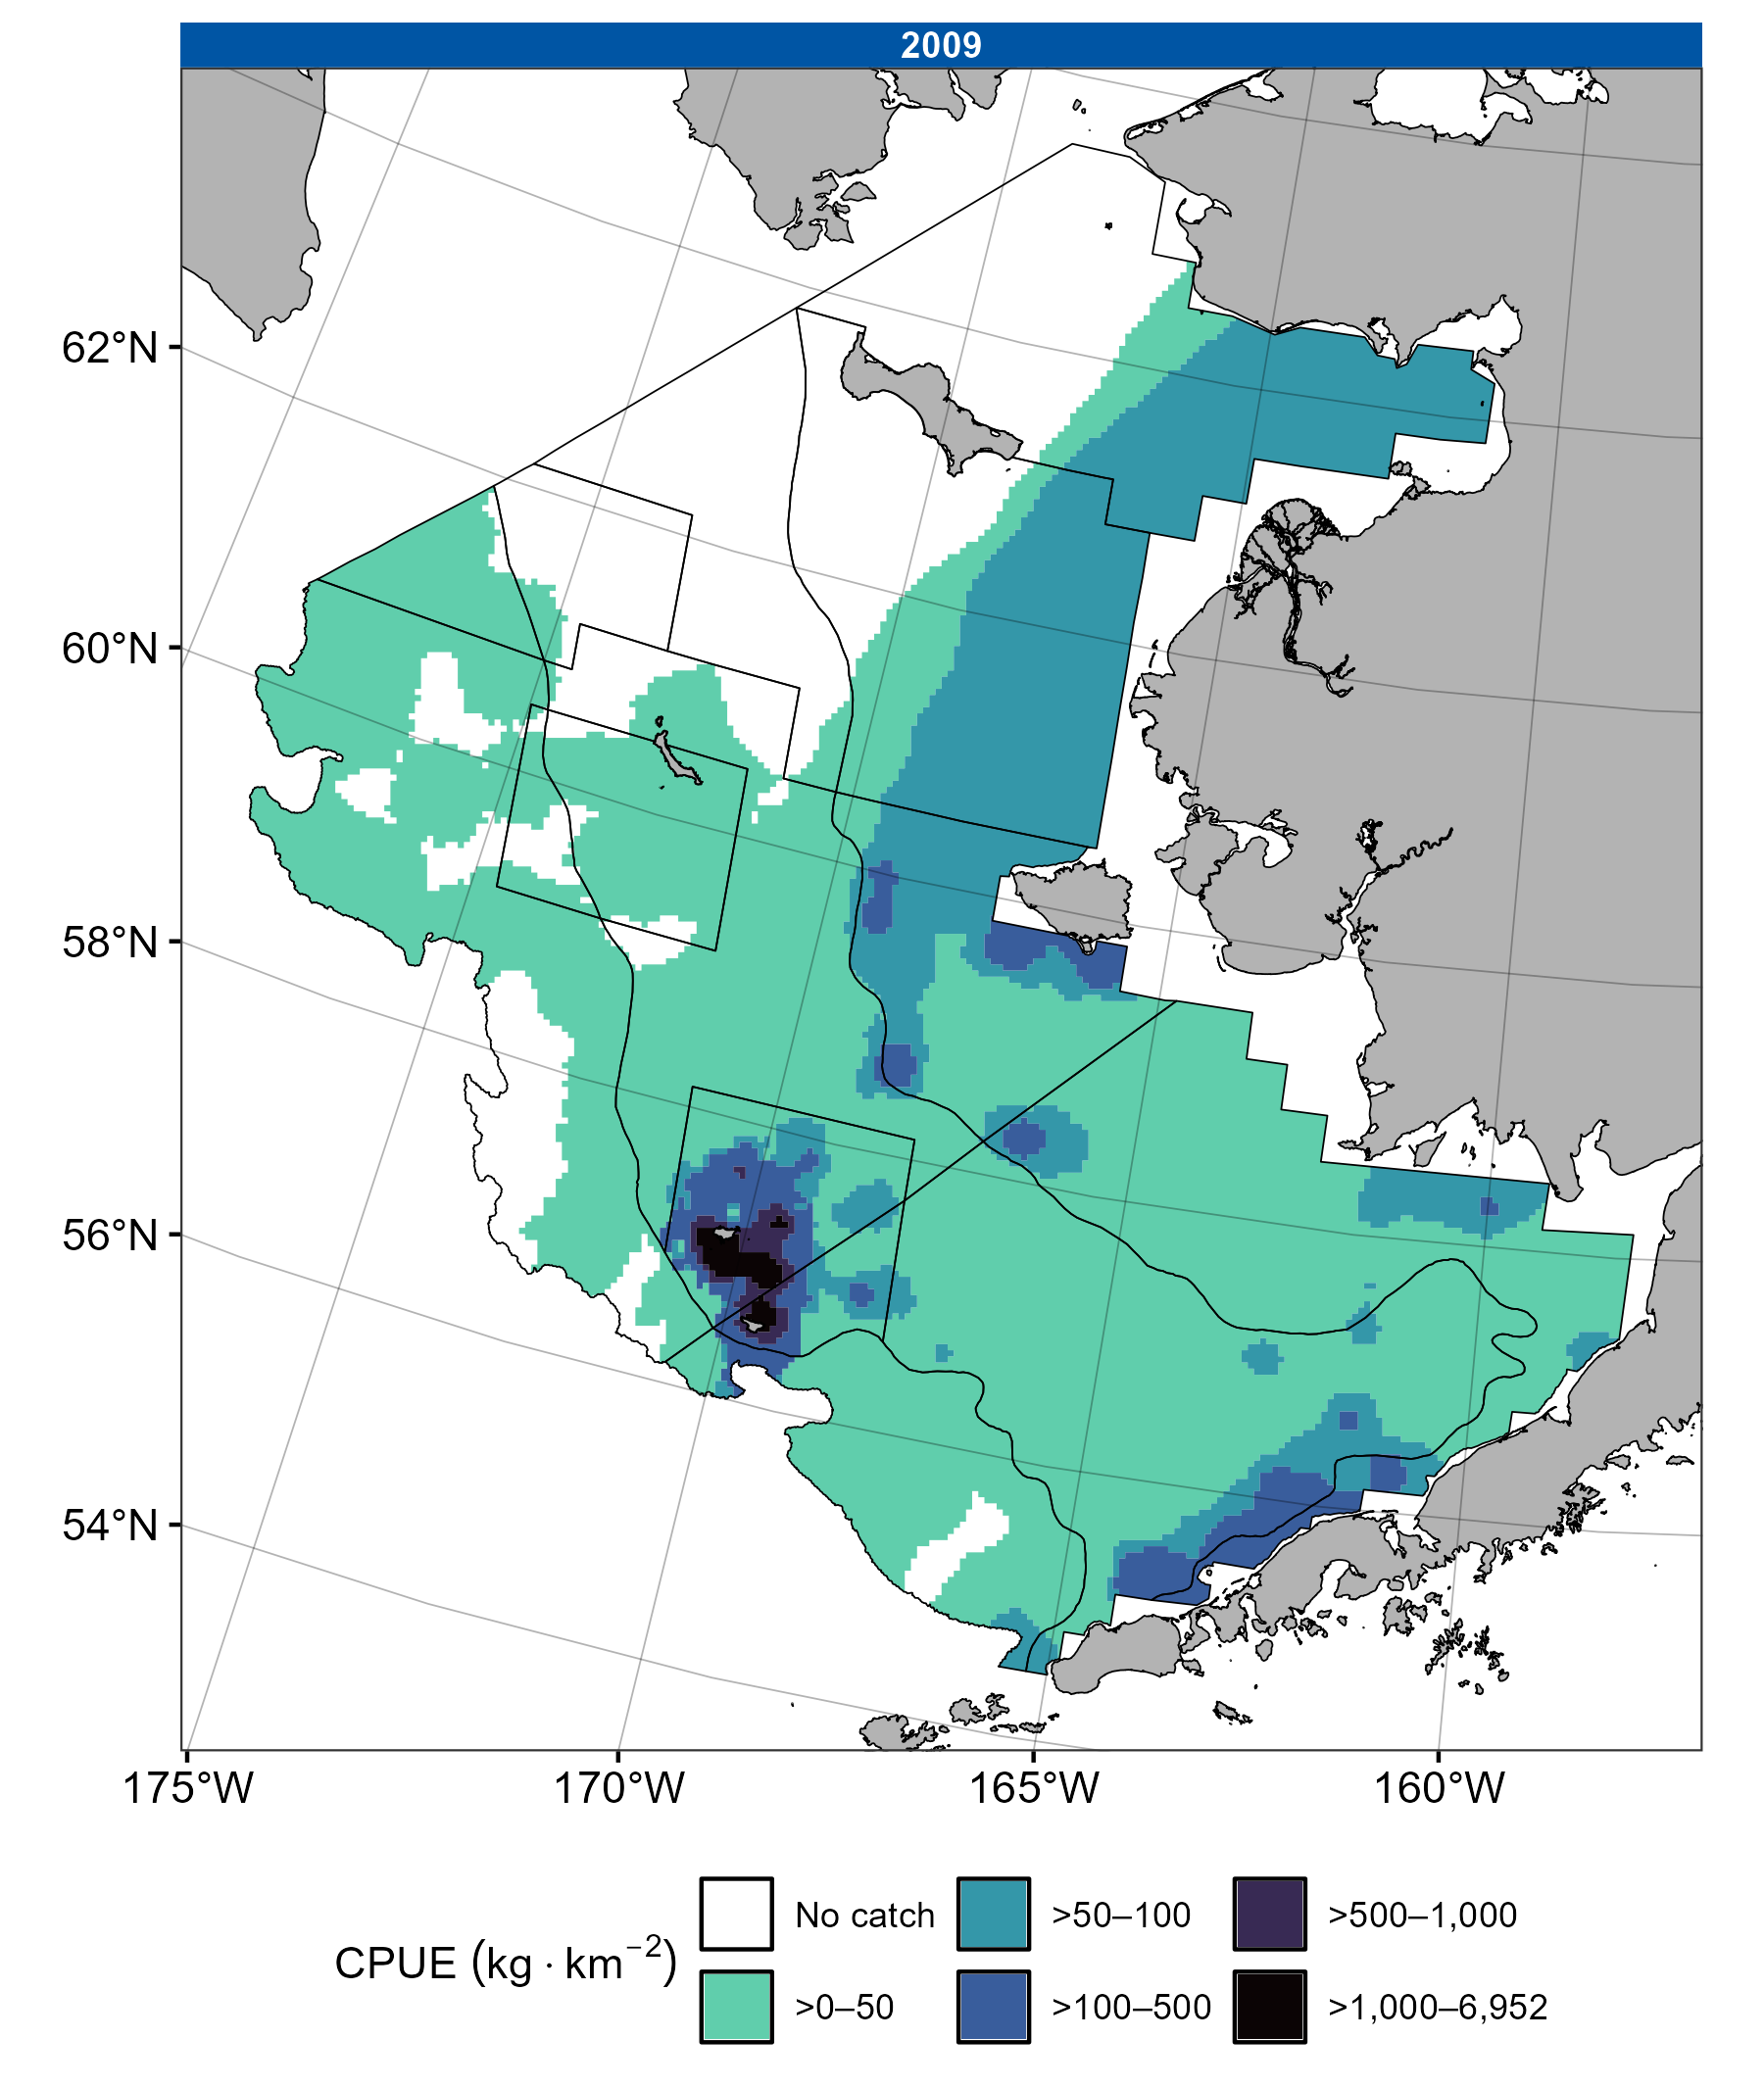 2009
62°N
60°N
58°N
56°N
54°N
175°W 170°W 165°W 160°W
CPUE (kg · km⁻²)
No catch >50–100 >500–1,000
>0–50 >100–500 >1,000–6,952